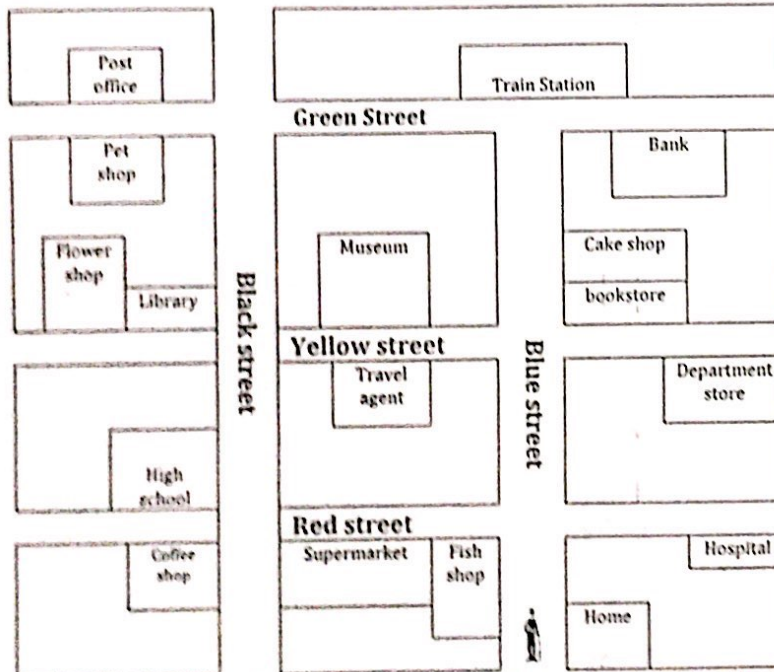 Post
office
Train Station
Green Street
Pet
shop
Bank
Flower
shop
Library
Museum
Cake shop
bookstore
Black street
Yellow street
Blue street
Travel
agent
Department
store
High
school
Red street
Coffee
shop
Supermarket
Fish
shop
Hospital
Home